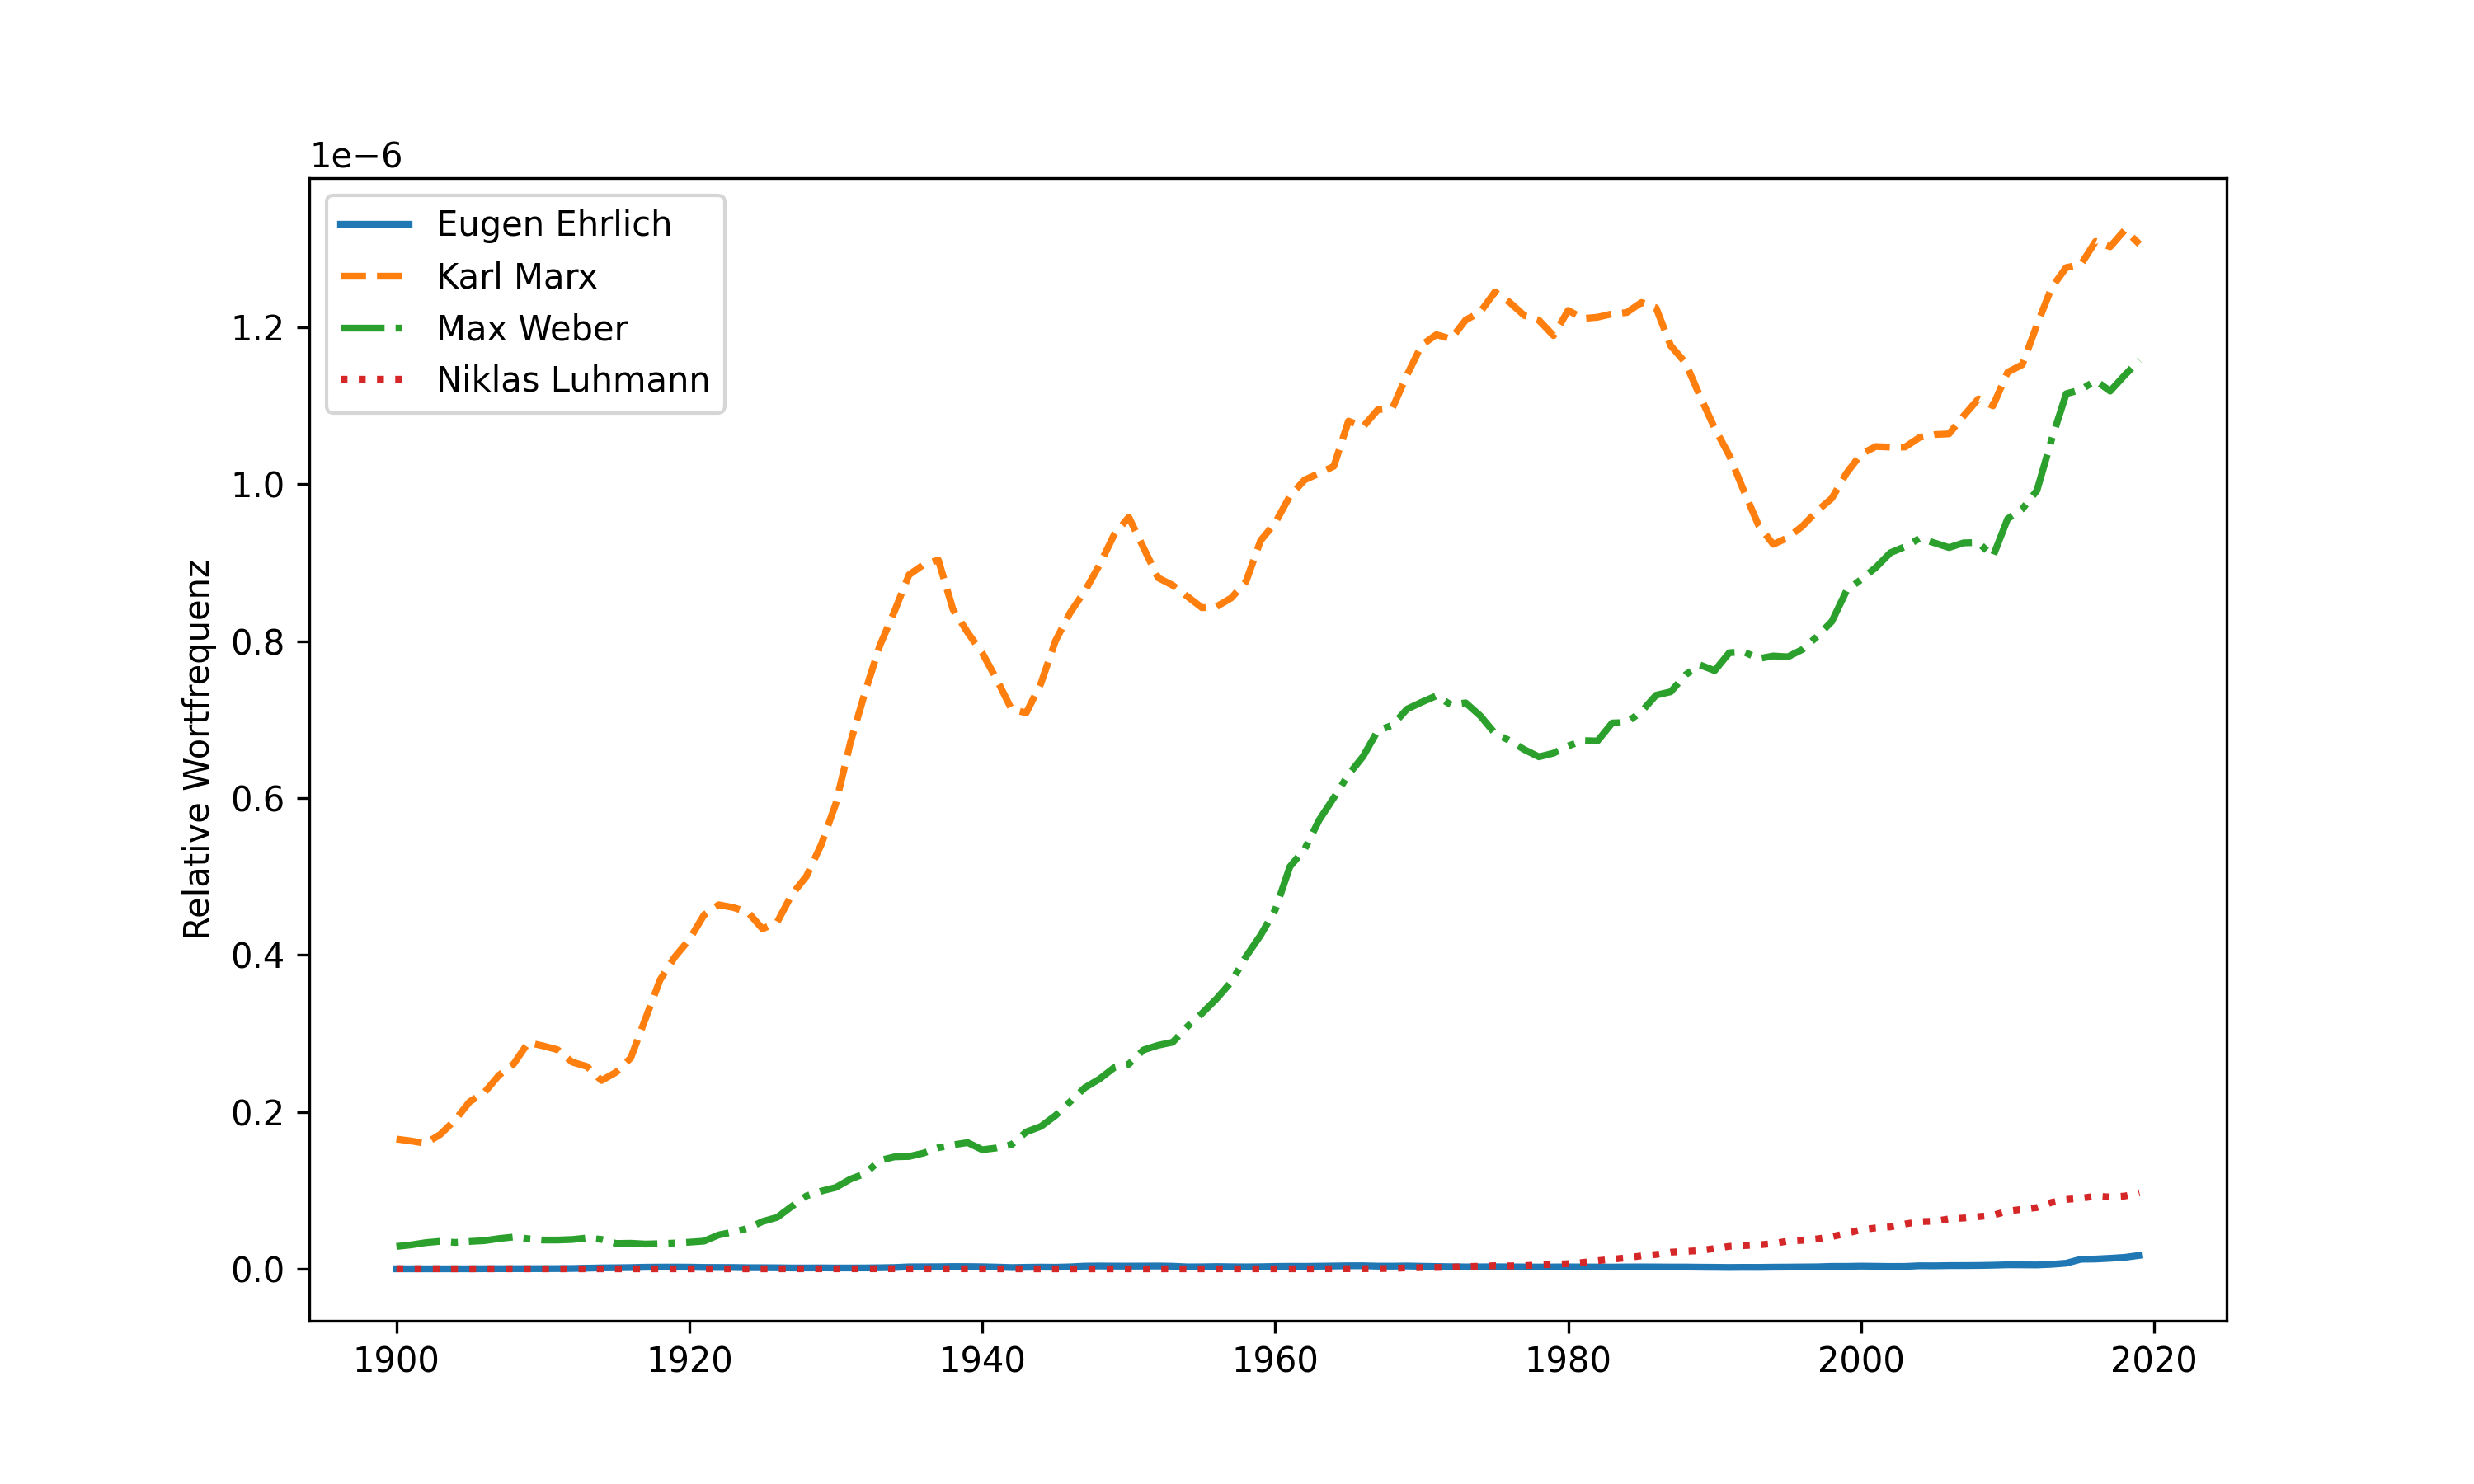 1e−6
Eugen Ehrlich
Karl Marx
Max Weber
Niklas Luhmann
Relative Wortfrequenz
1.2
1.0
0.8
0.6
0.4
0.2
0.0
1900 1920 1940 1960 1980 2000 2020